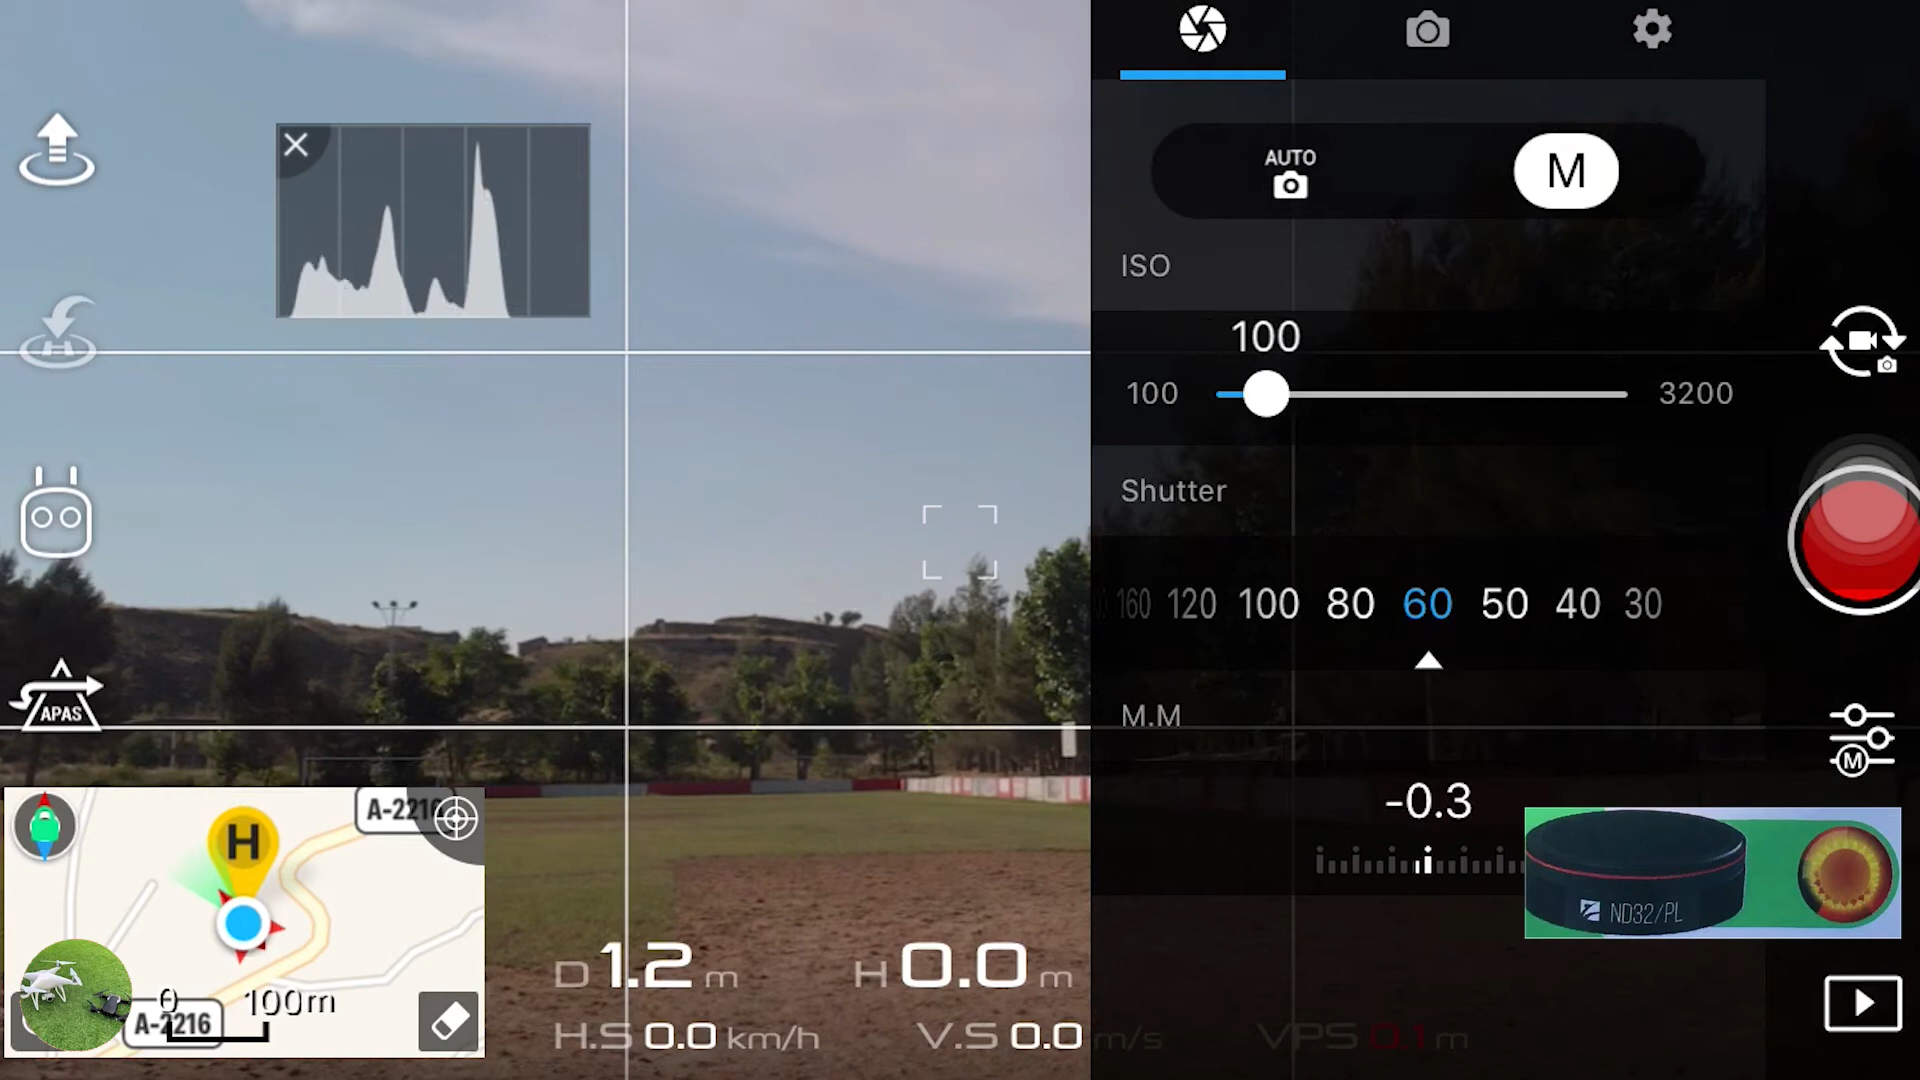 AUTO
M
ISO
100
100 3200
Shutter
160 120 100 80 60 50 40 30
M.M
-0.3
APAS
M
ND32/PL
A-2216
H
0 100m
A-2216
D 1.2 m H 0.0 m
H.S 0.0 km/h V.S 0.0 m/s VPS 0.1 m